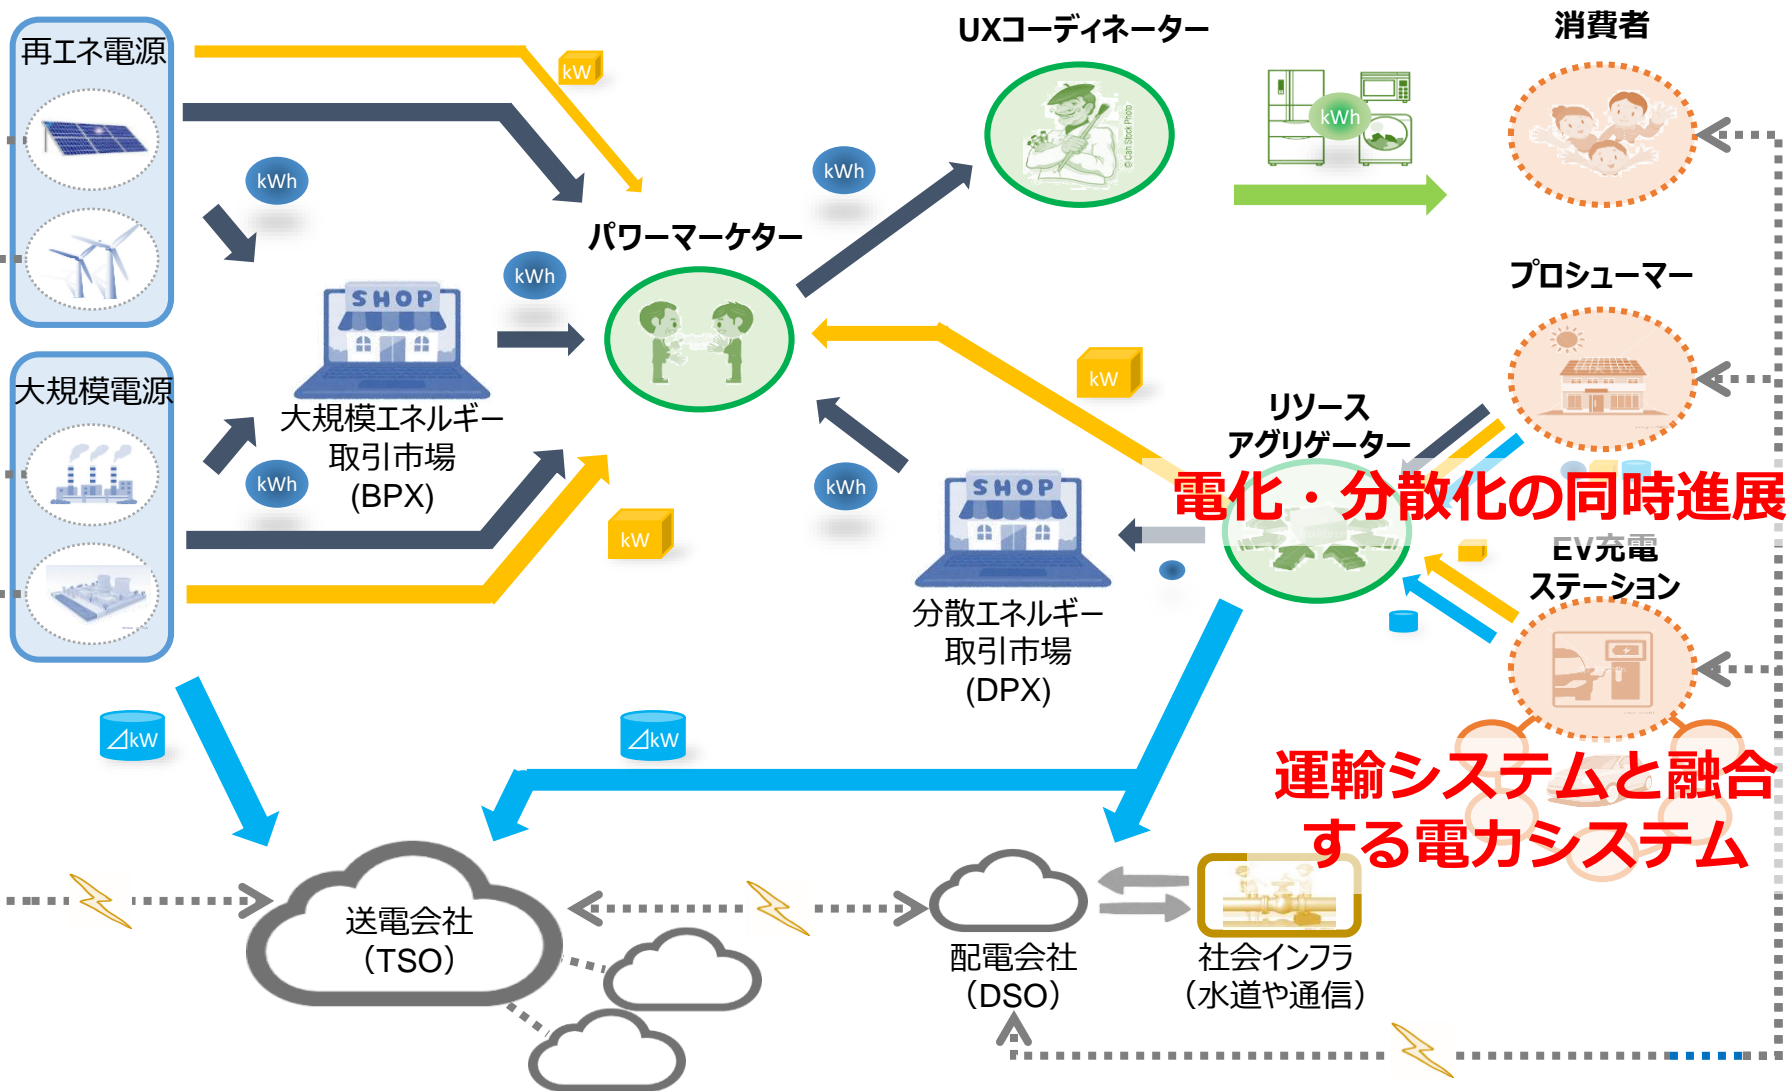 再エネ電源
kW
UXコーディネーター
© Can Stock Photo
kWh
消費者
kWh
kWh
パワーマーケター
kWh
SHOP
大規模エネルギー
取引市場
(BPX)
プロシューマー
大規模電源
kWh
kW
kW
リソース
アグリゲーター
kWh
SHOP
分散エネルギー
取引市場
(DPX)
電化・分散化の同時進展
EV充電
ステーション
⊿kW
⊿kW
運輸システムと融合
する電力システム
送電会社
（TSO）
配電会社
（DSO）
社会インフラ
（水道や通信）